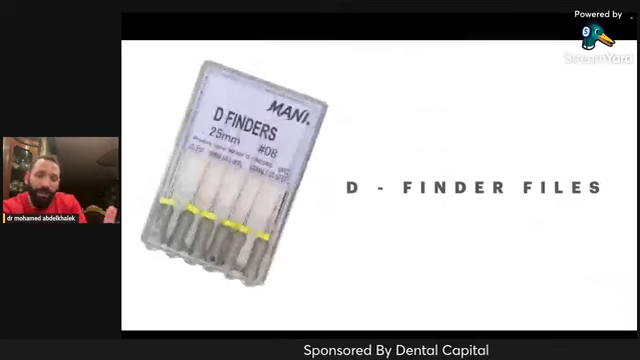 Powered by
StreamYard
MANI.
D FINDERS
25mm #08
D - FINDER FILES
dr mohamed abdelkhalek
Sponsored By Dental Capital